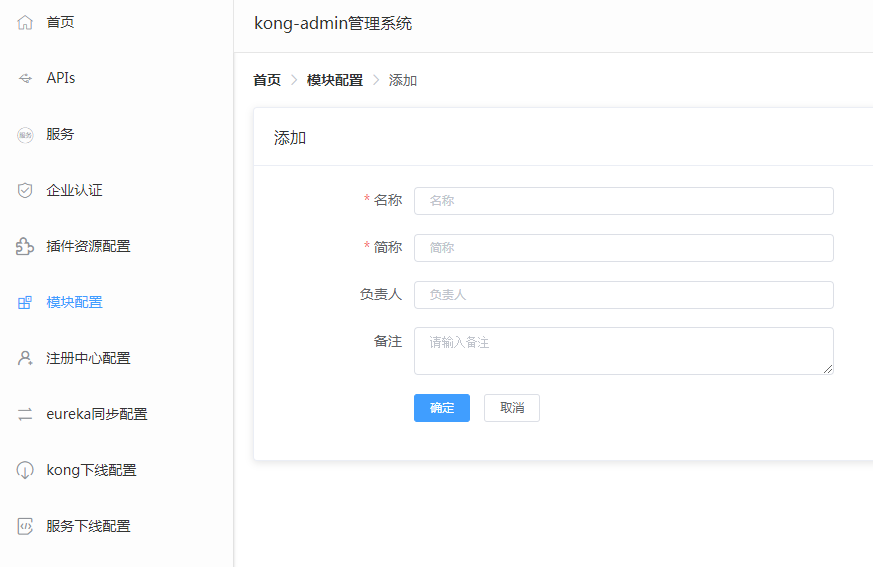 首页
APIs
服务
服务
企业认证
插件资源配置
模块配置
注册中心配置
eureka同步配置
kong下线配置
服务下线配置
kong-admin管理系统
首页 > 模块配置 > 添加
添加
* 名称 名称
* 简称 简称
负责人 负责人
备注 请输入备注
确定 取消